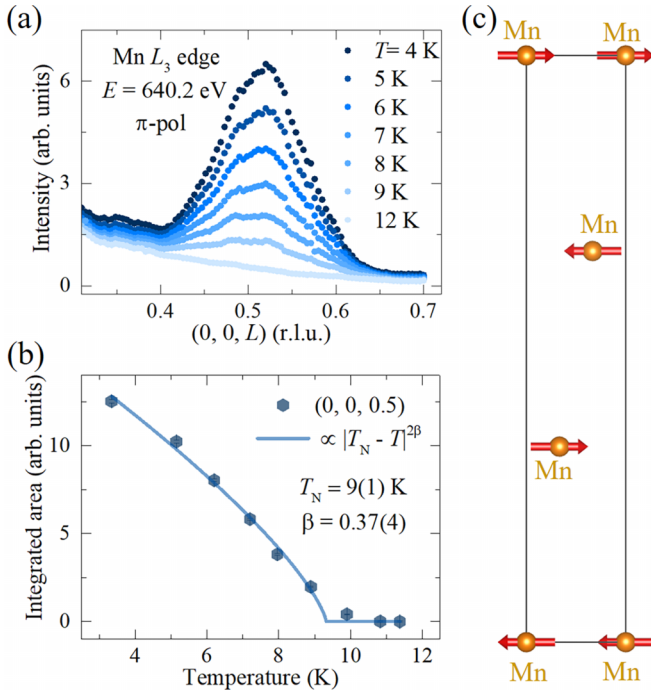 (a)
Mn L3 edge
E = 640.2 eV
π-pol
T= 4 K
5 K
6 K
7 K
8 K
9 K
12 K
Intensity (arb. units)
6
3
0
0.4 0.5 0.6 0.7
(0, 0, L) (r.l.u.)
(b)
(0, 0, 0.5)
∝ |TN - T|2β
TN = 9(1) K
β = 0.37(4)
Integrated area (arb. units)
10
5
0
4 6 8 10 12
Temperature (K)
(c)
Mn Mn
Mn
Mn
Mn Mn